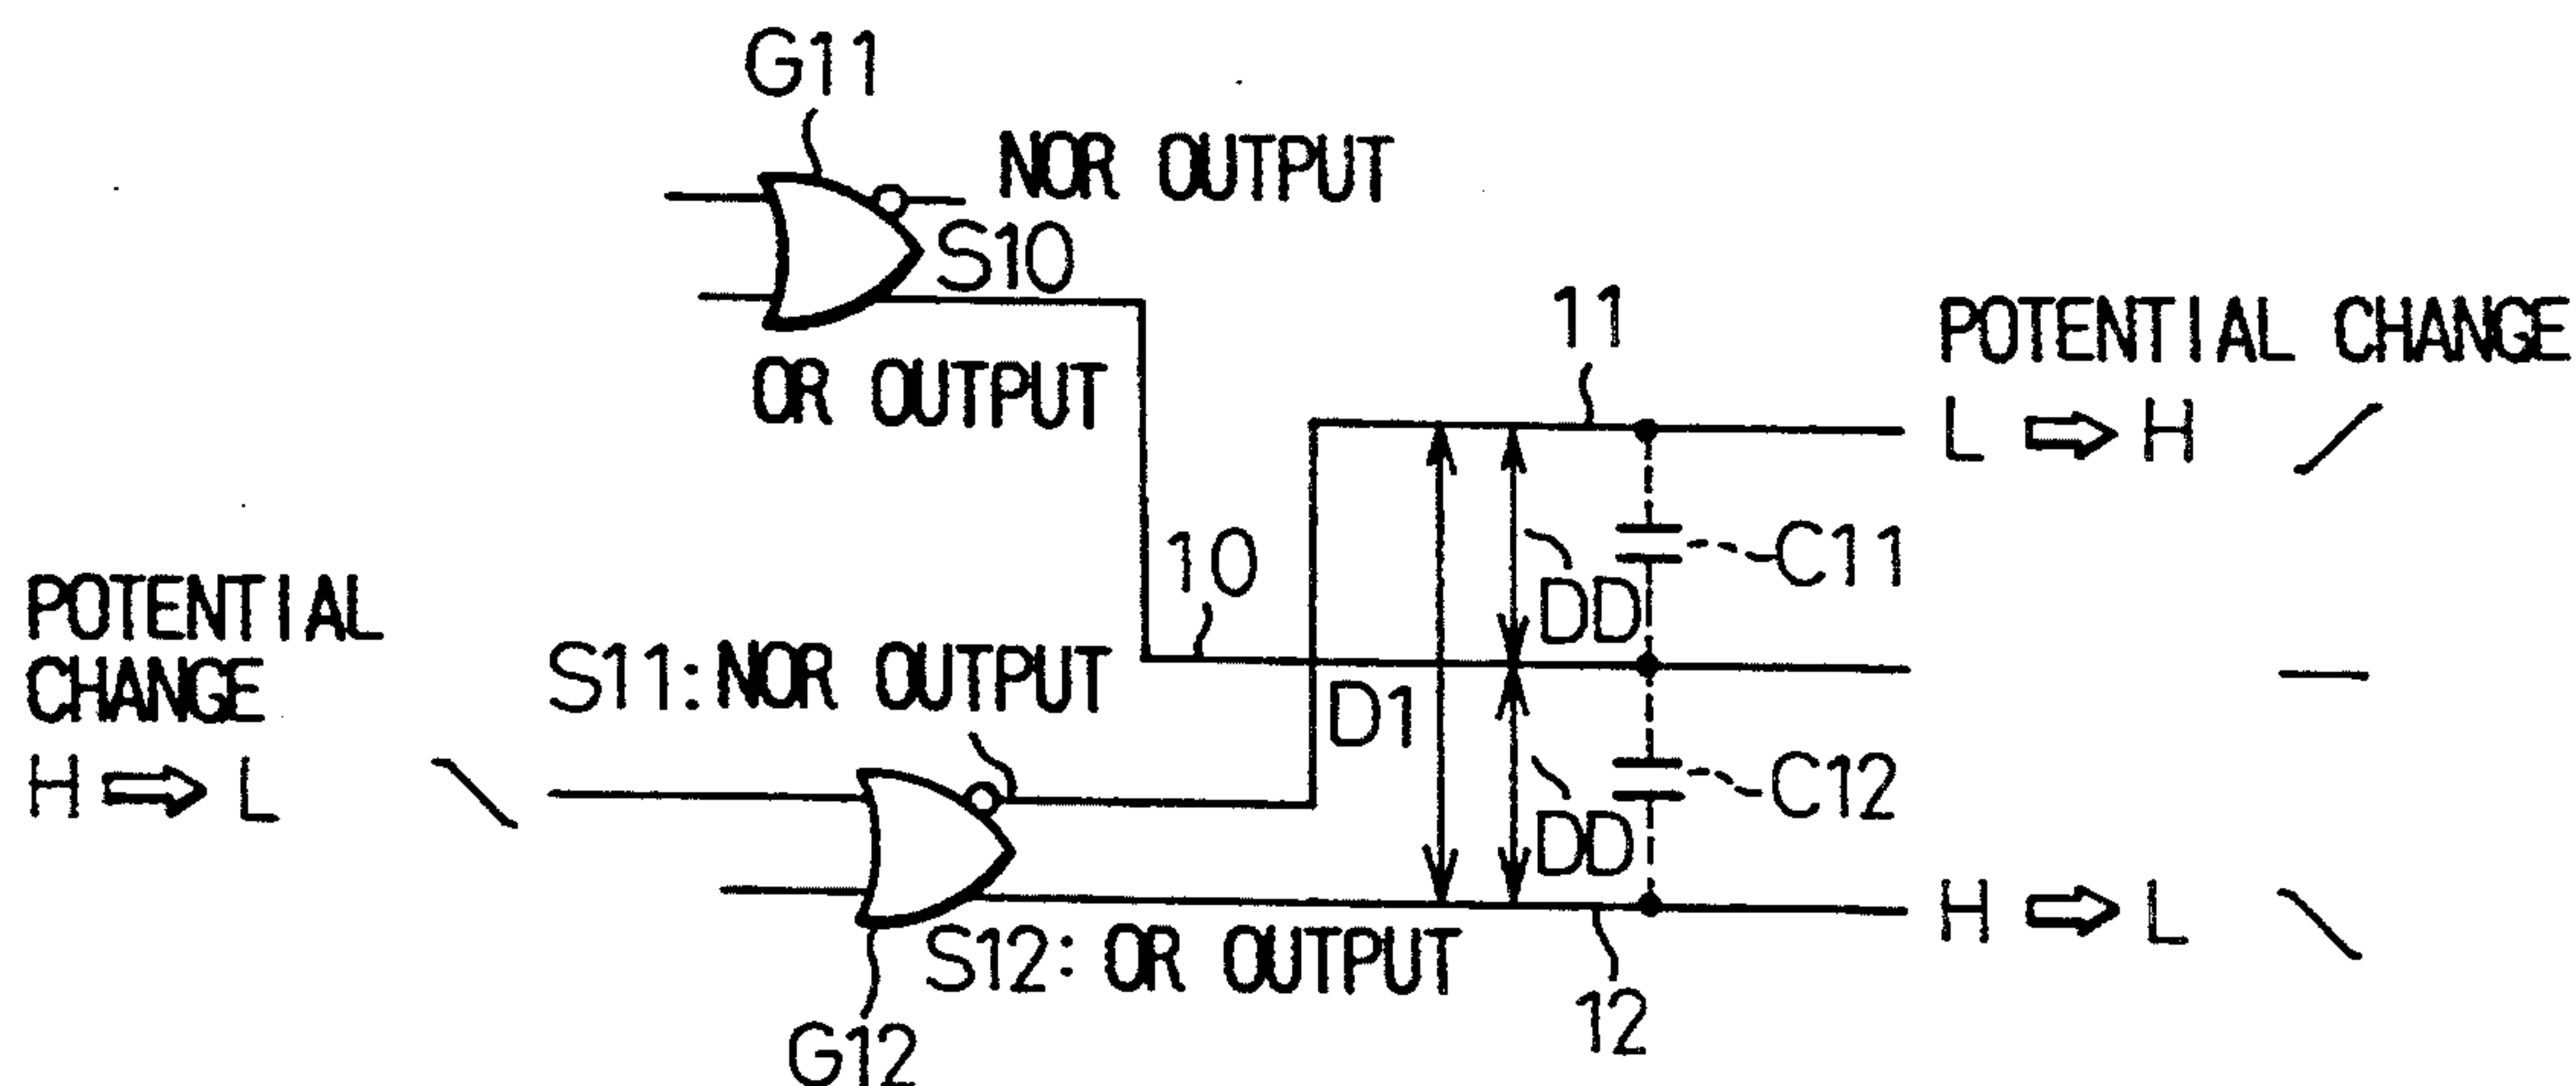 G11
NOR OUTPUT
S10
OR OUTPUT
11
POTENTIAL CHANGE
L ⇨ H
10
C11
DD
POTENTIAL
CHANGE
H ⇨ L
S11: NOR OUTPUT
D1
C12
DD
S12: OR OUTPUT
H ⇨ L
12
G12